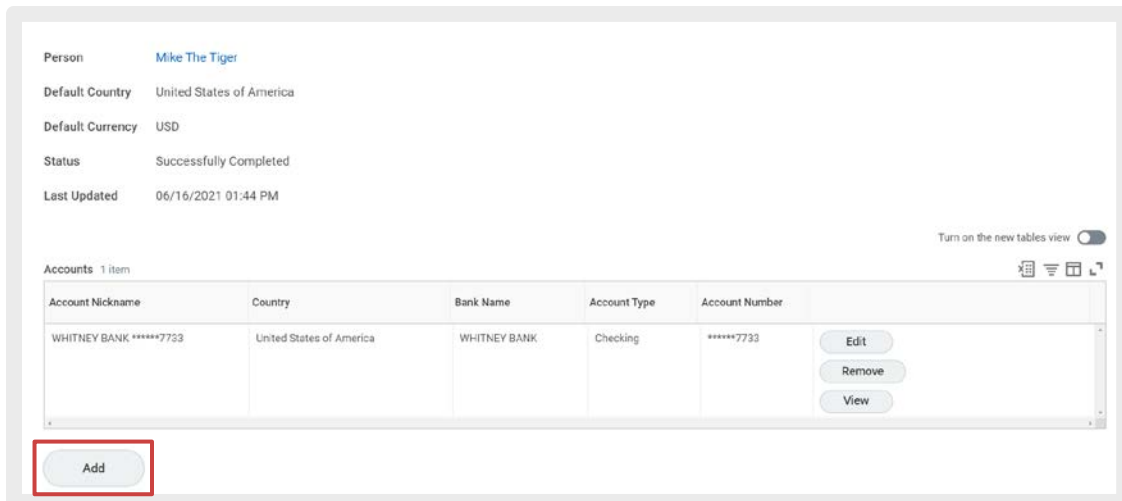 Person Mike The Tiger
Default Country United States of America
Default Currency USD
Status Successfully Completed
Last Updated 06/16/2021 01:44 PM
Turn on the new tables view
Accounts 1 item
Account Nickname Country Bank Name Account Type Account Number
WHITNEY BANK ******7733 United States of America WHITNEY BANK Checking ******7733 Edit
Remove
View
Add